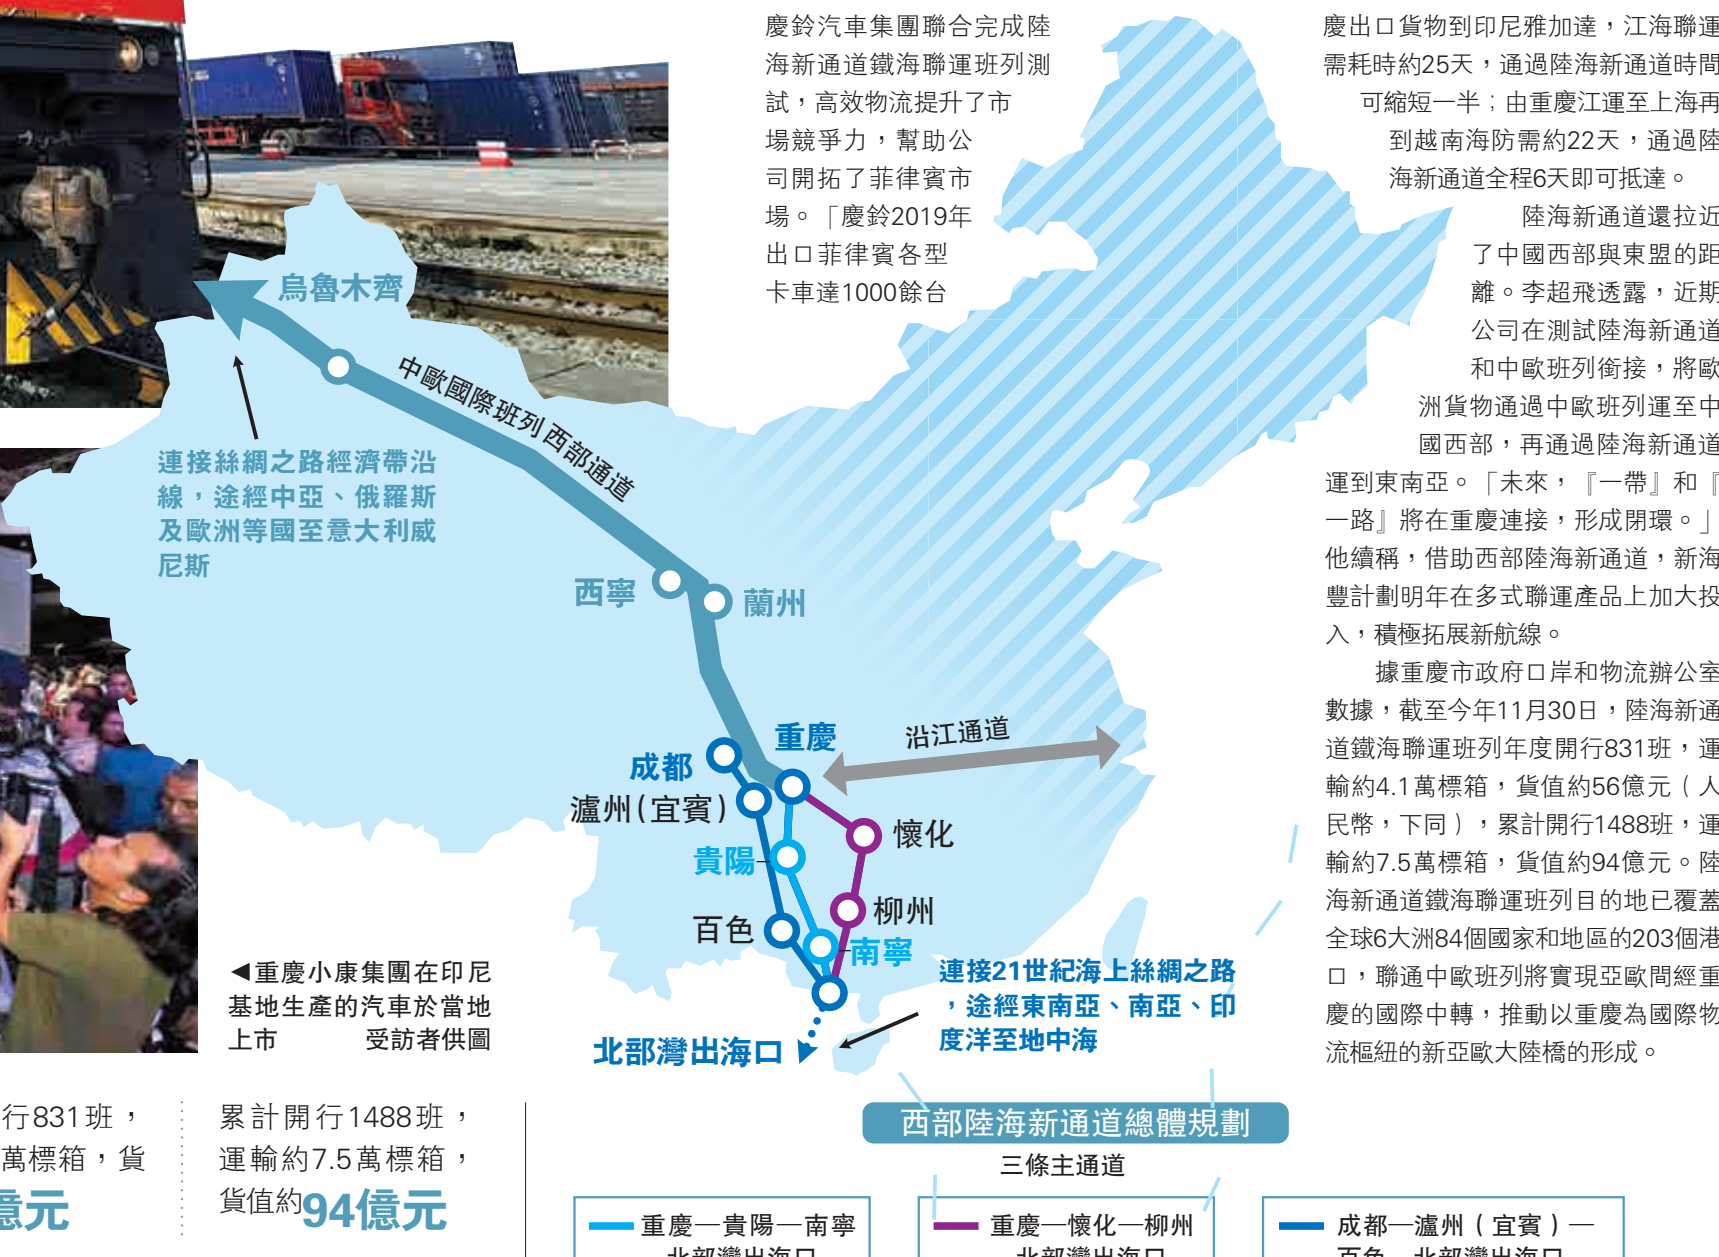 慶鈴汽車集團聯合完成陸
海新通道鐵海聯運班列測
試，高效物流提升了市
場競爭力，幫助公
司開拓了菲律賓市
場。「慶鈴2019年
出口菲律賓各型
卡車達1000餘台
慶出口貨物到印尼雅加達，江海聯運
需耗時約25天，通過陸海新通道時間
可縮短一半；由重慶江運至上海再
到越南海防需約22天，通過陸
海新通道全程6天即可抵達。
陸海新通道還拉近
了中國西部與東盟的距
離。李超飛透露，近期
公司在測試陸海新通道
和中歐班列銜接，將歐
洲貨物通過中歐班列運至中
國西部，再通過陸海新通道
運到東南亞。「未來，『一帶』和『
一路』將在重慶連接，形成閉環。」
他續稱，借助西部陸海新通道，新海
豐計劃明年在多式聯運產品上加大投
入，積極拓展新航線。
據重慶市政府口岸和物流辦公室
數據，截至今年11月30日，陸海新通
道鐵海聯運班列年度開行831班，運
輸約4.1萬標箱，貨值約56億元（人
民幣，下同），累計開行1488班，運
輸約7.5萬標箱，貨值約94億元。陸
海新通道鐵海聯運班列目的地已覆蓋
全球6大洲84個國家和地區的203個港
口，聯通中歐班列將實現亞歐間經重
慶的國際中轉，推動以重慶為國際物
流樞紐的新亞歐大陸橋的形成。
烏魯木齊
中歐國際班列西部通道
連接絲綢之路經濟帶沿
線，途經中亞、俄羅斯
及歐洲等國至意大利威
尼斯
西寧
蘭州
沿江通道
重慶
成都
瀘州（宜賓）
懷化
貴陽
柳州
百色
南寧
連接21世紀海上絲綢之路
，途經東南亞、南亞、印
度洋至地中海
北部灣出海口
◀重慶小康集團在印尼
基地生產的汽車於當地
上市 受訪者供圖
行831班，
萬標箱，貨
億元
累計開行1488班，
運輸約7.5萬標箱，
貨值約94億元
西部陸海新通道總體規劃
三條主通道
重慶—貴陽—南寧
北部灣出海口
重慶—懷化—柳州
北部灣出海口
成都—瀘州（宜賓）—
百色—北部灣出海口